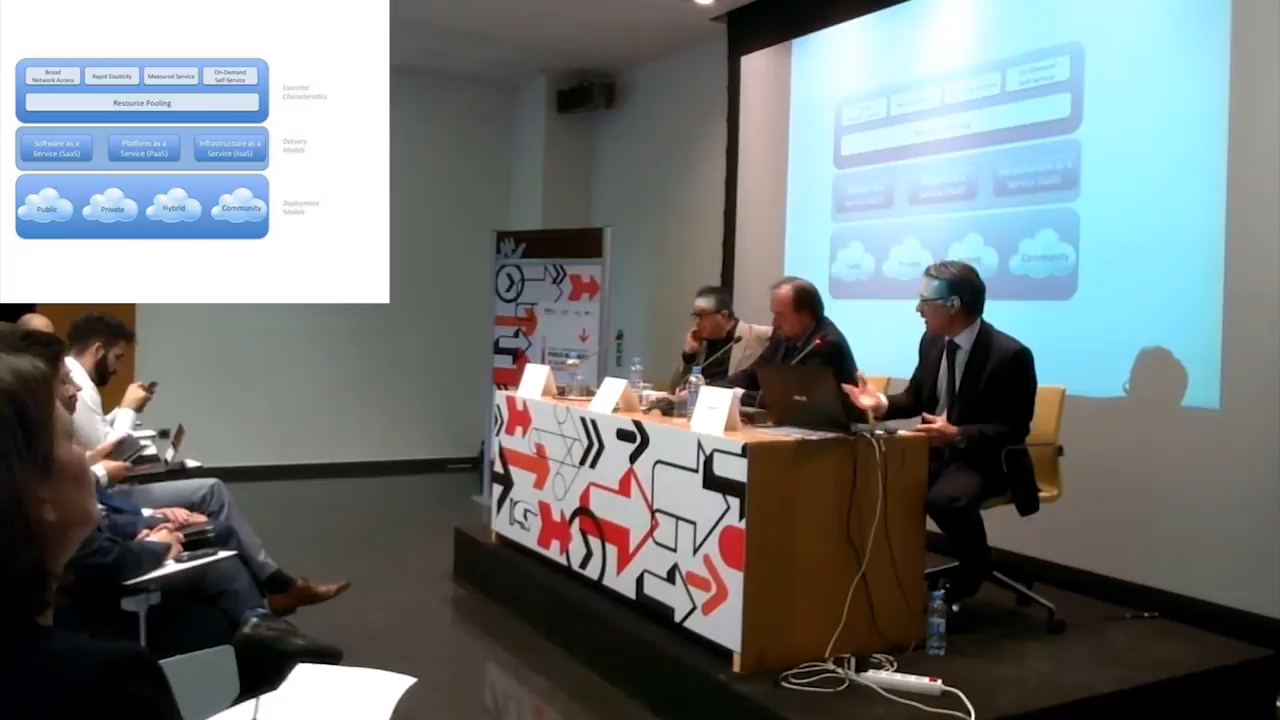 Broad
Network Access
Rapid Elasticity
Measured Service
On-Demand
Self-Service
Resource Pooling
Essential
Characteristics
Software as a
Service (SaaS)
Platform as a
Service (PaaS)
Infrastructure as a
Service (IaaS)
Delivery
Models
Public
Private
Hybrid
Community
Deployment
Models
Community